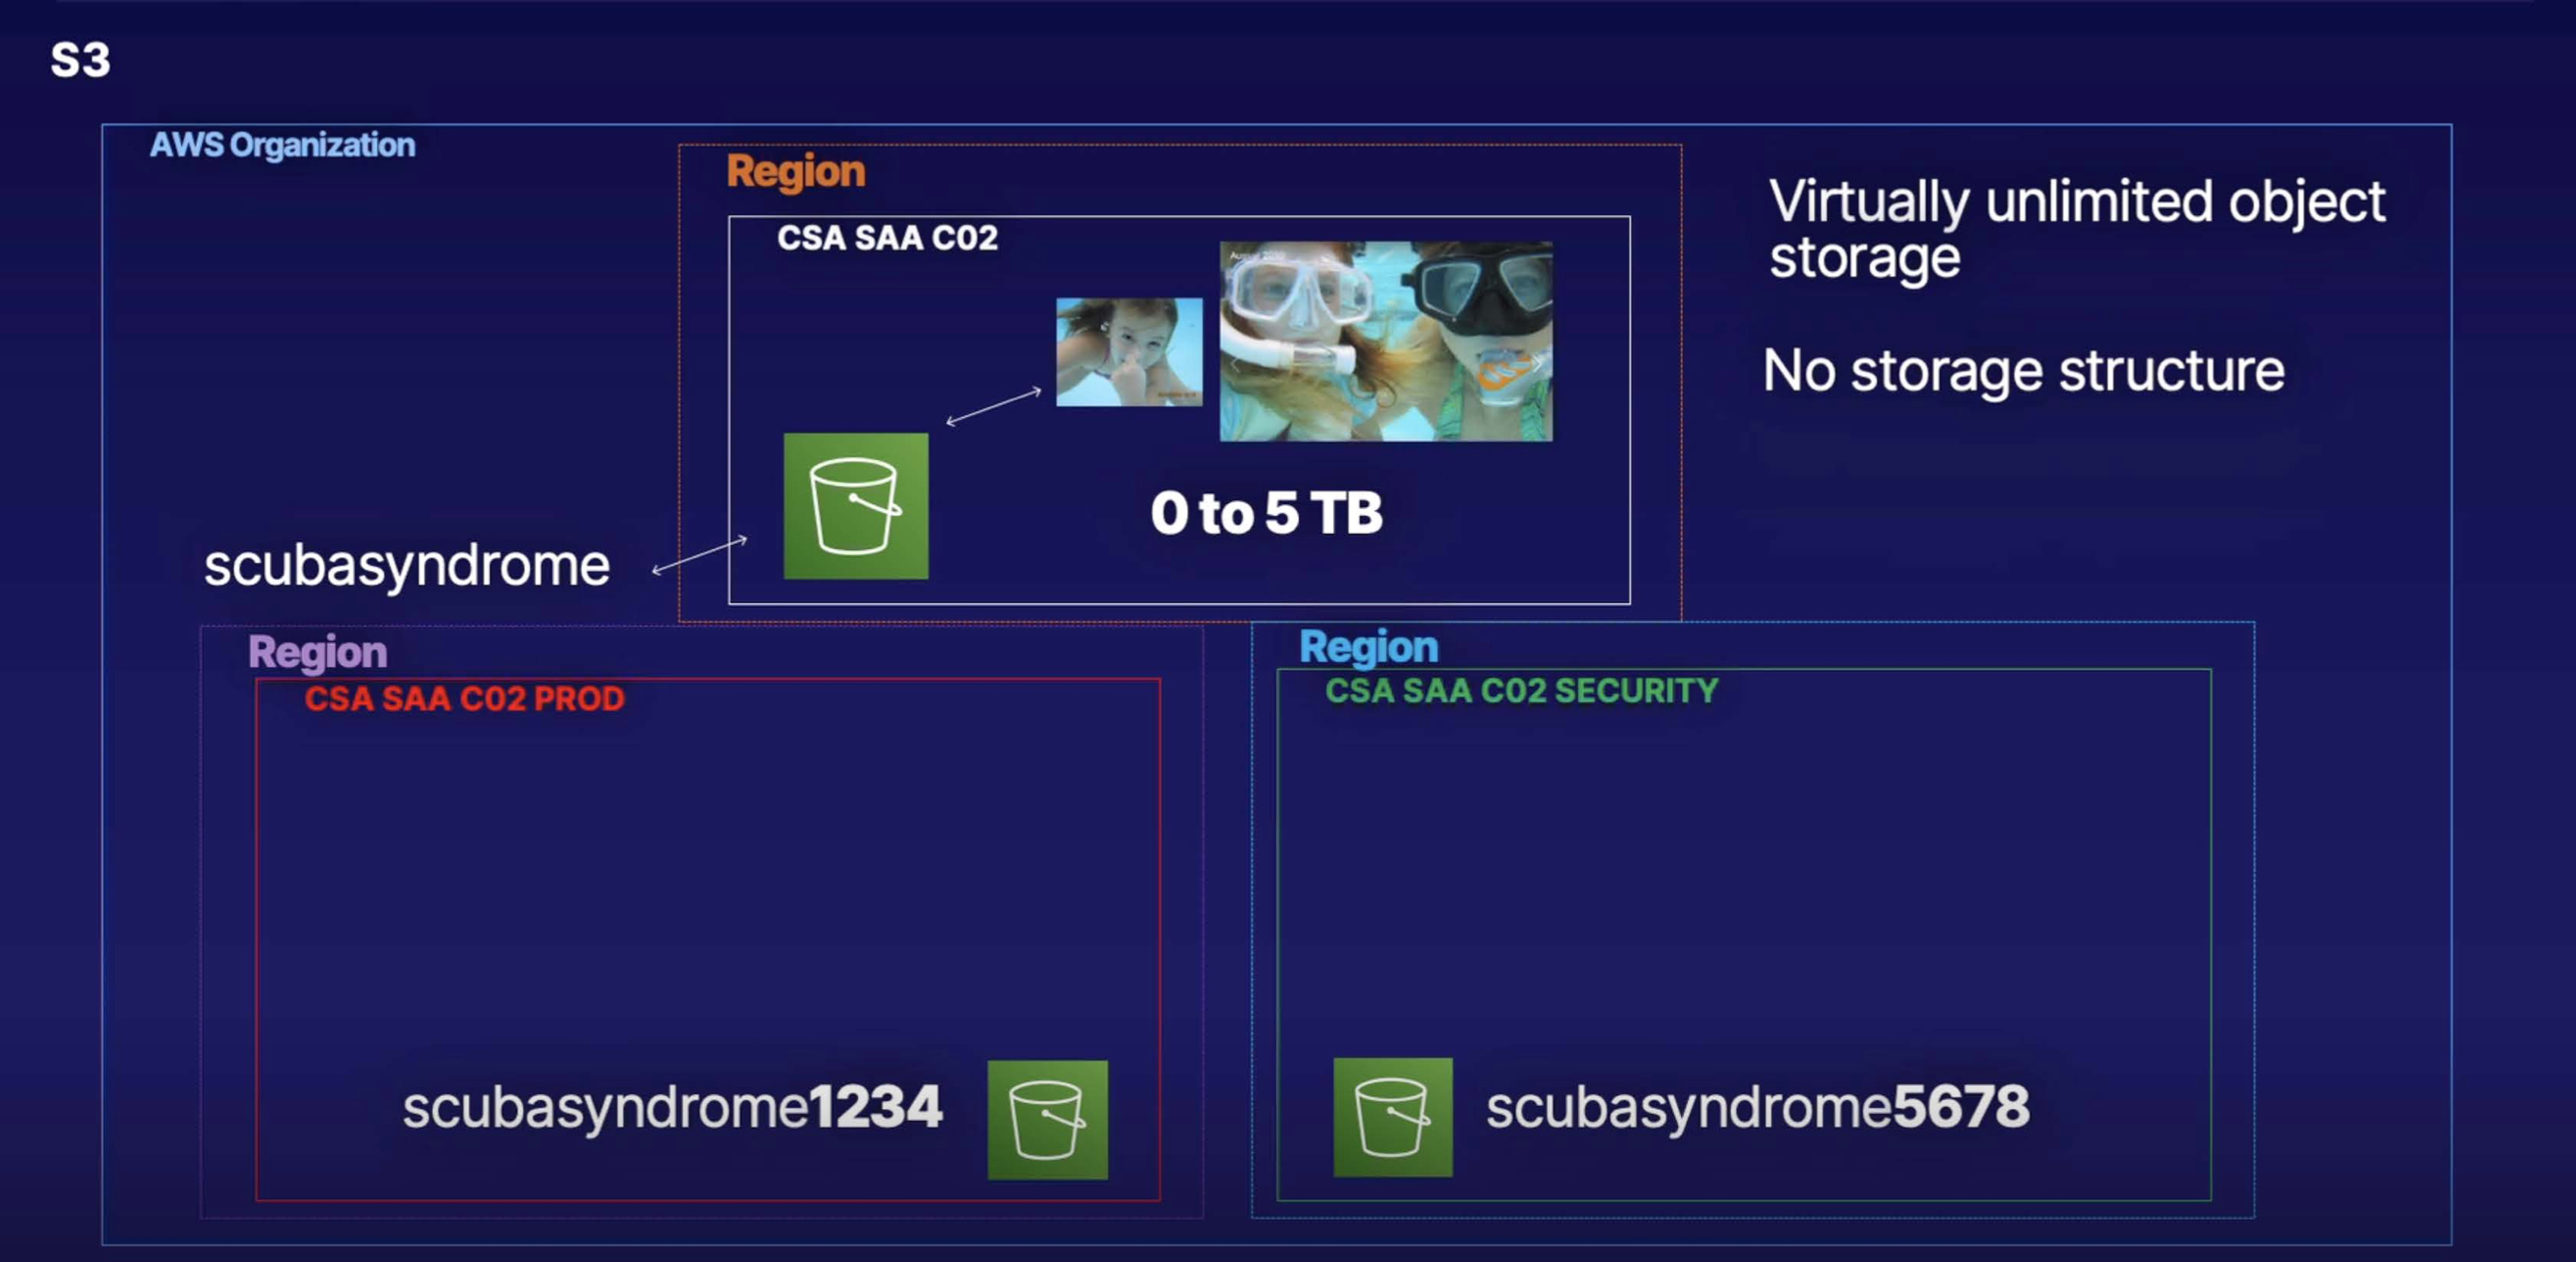 S3
AWS Organization
Region
CSA SAA C02
Virtually unlimited object
storage
No storage structure
0 to 5 TB
scubasyndrome
Region
CSA SAA C02 PROD
scubasyndrome1234
Region
CSA SAA C02 SECURITY
scubasyndrome5678